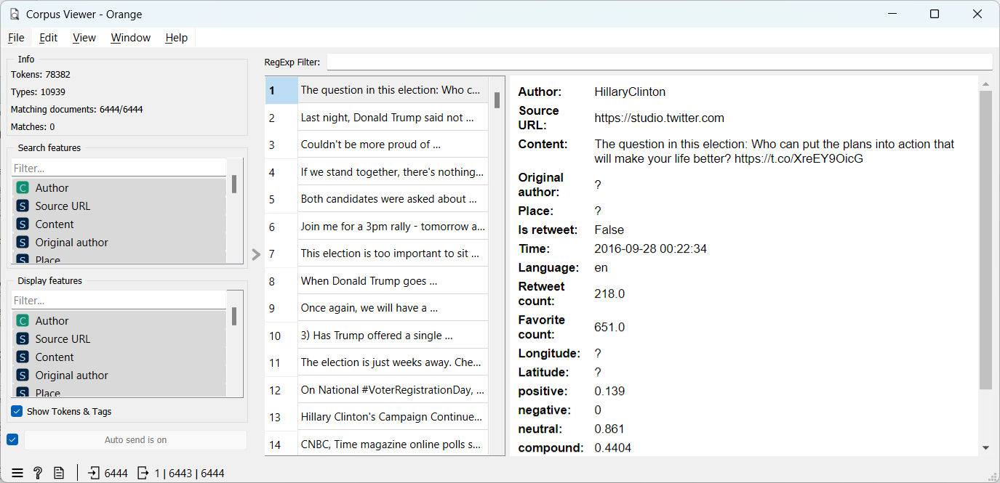 Corpus Viewer - Orange
File Edit View Window Help
Info
Tokens: 78382
Types: 10939
Matching documents: 6444/6444
Matches: 0
Search features
Filter...
C Author
S Source URL
S Content
S Original author
S Place
Display features
Filter...
C Author
S Source URL
S Content
S Original author
S Place
Show Tokens & Tags
Auto send is on
RegExp Filter:
1 The question in this election: Who c...
2 Last night, Donald Trump said not ...
3 Couldn't be more proud of ...
4 If we stand together, there's nothing...
5 Both candidates were asked about ...
6 Join me for a 3pm rally - tomorrow a...
7 This election is too important to sit ...
8 When Donald Trump goes ...
9 Once again, we will have a ...
10 3) Has Trump offered a single ...
11 The election is just weeks away. Che...
12 On National #VoterRegistrationDay, ...
13 Hillary Clinton's Campaign Continue...
14 CNBC, Time magazine online polls s...
Author: HillaryClinton
Source
URL: https://studio.twitter.com
Content: The question in this election: Who can put the plans into action that
will make your life better? https://t.co/XreEY9OicG
Original
author: ?
Place: ?
Is retweet: False
Time: 2016-09-28 00:22:34
Language: en
Retweet
count: 218.0
Favorite
count: 651.0
Longitude: ?
Latitude: ?
positive: 0.139
negative: 0
neutral: 0.861
compound: 0.4404
? 6444 1 | 6443 | 6444